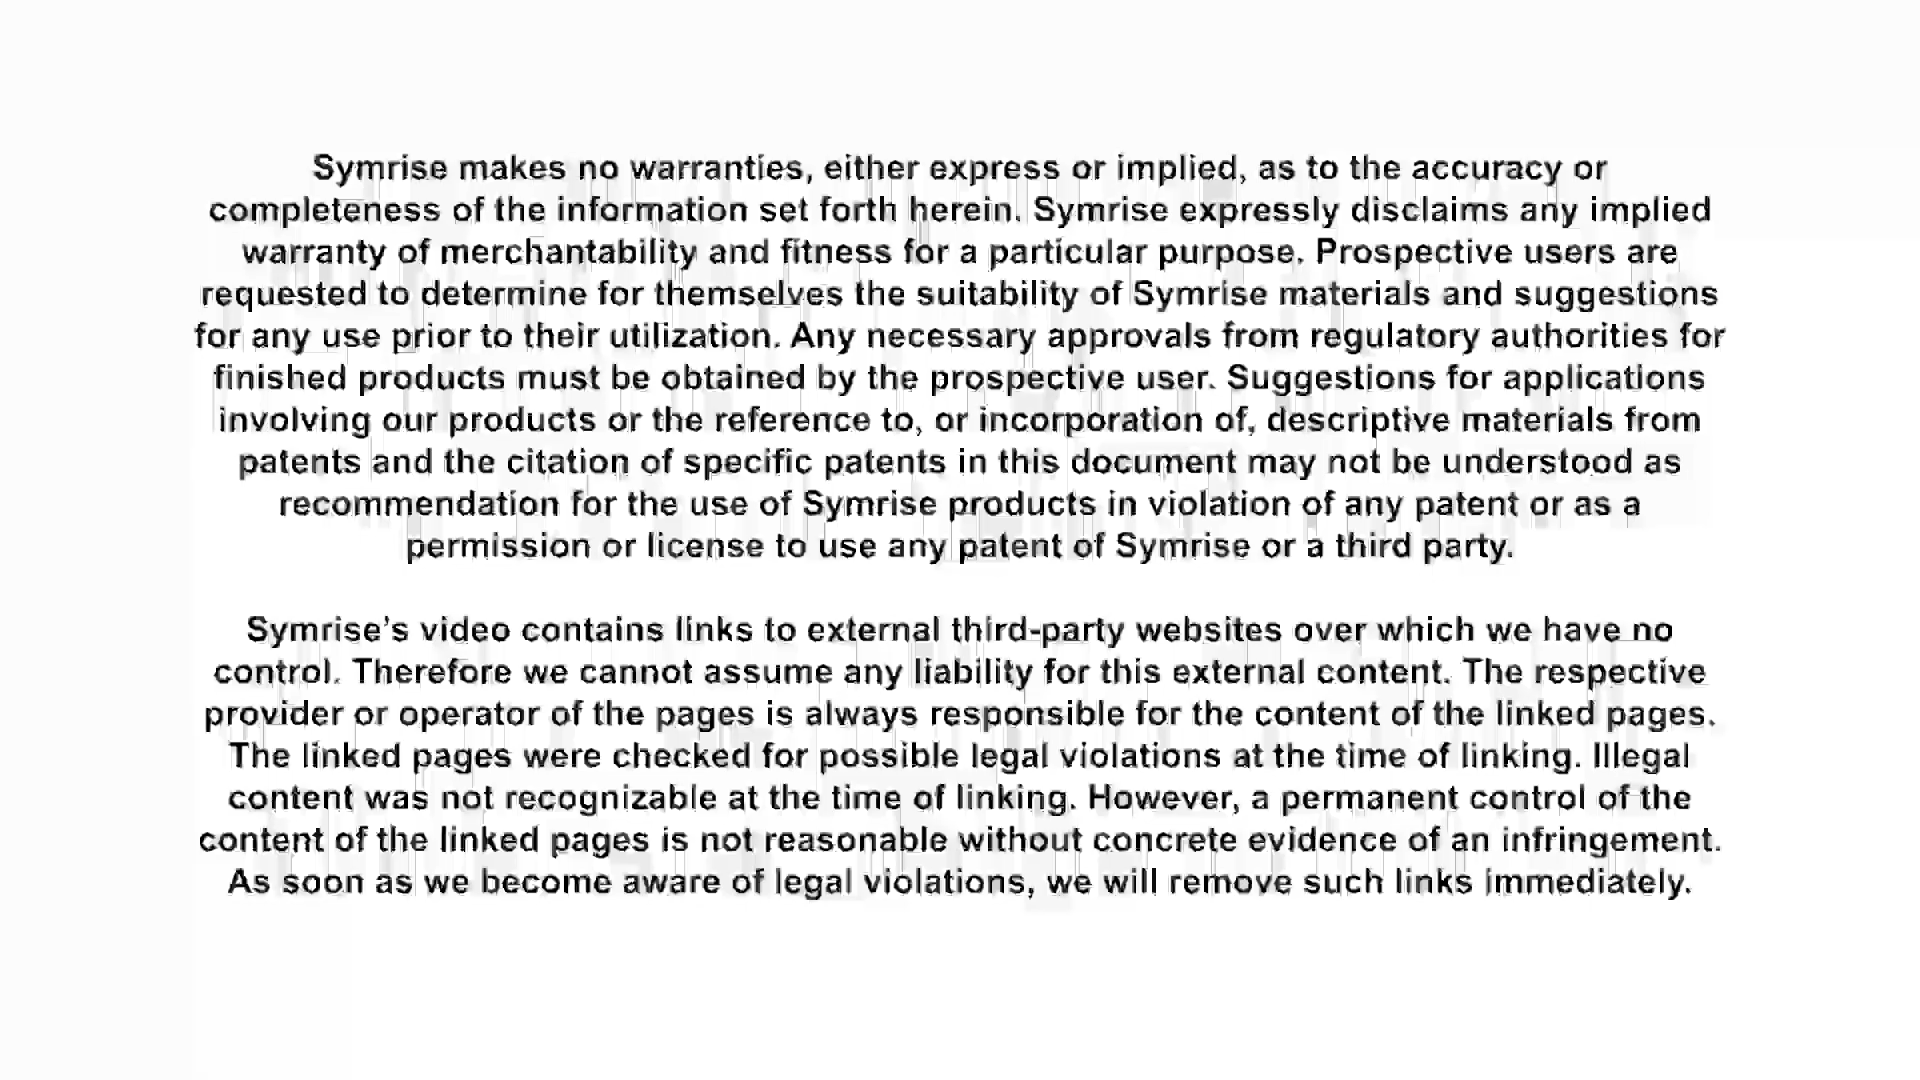 Symrise makes no warranties, either express or implied, as to the accuracy or
completeness of the information set forth herein. Symrise expressly disclaims any implied
warranty of merchantability and fitness for a particular purpose. Prospective users are
requested to determine for themselves the suitability of Symrise materials and suggestions
for any use prior to their utilization. Any necessary approvals from regulatory authorities for
finished products must be obtained by the prospective user. Suggestions for applications
involving our products or the reference to, or incorporation of, descriptive materials from
patents and the citation of specific patents in this document may not be understood as
recommendation for the use of Symrise products in violation of any patent or as a
permission or license to use any patent of Symrise or a third party.
Symrise’s video contains links to external third-party websites over which we have no
control. Therefore we cannot assume any liability for this external content. The respective
provider or operator of the pages is always responsible for the content of the linked pages.
The linked pages were checked for possible legal violations at the time of linking. Illegal
content was not recognizable at the time of linking. However, a permanent control of the
content of the linked pages is not reasonable without concrete evidence of an infringement.
As soon as we become aware of legal violations, we will remove such links immediately.